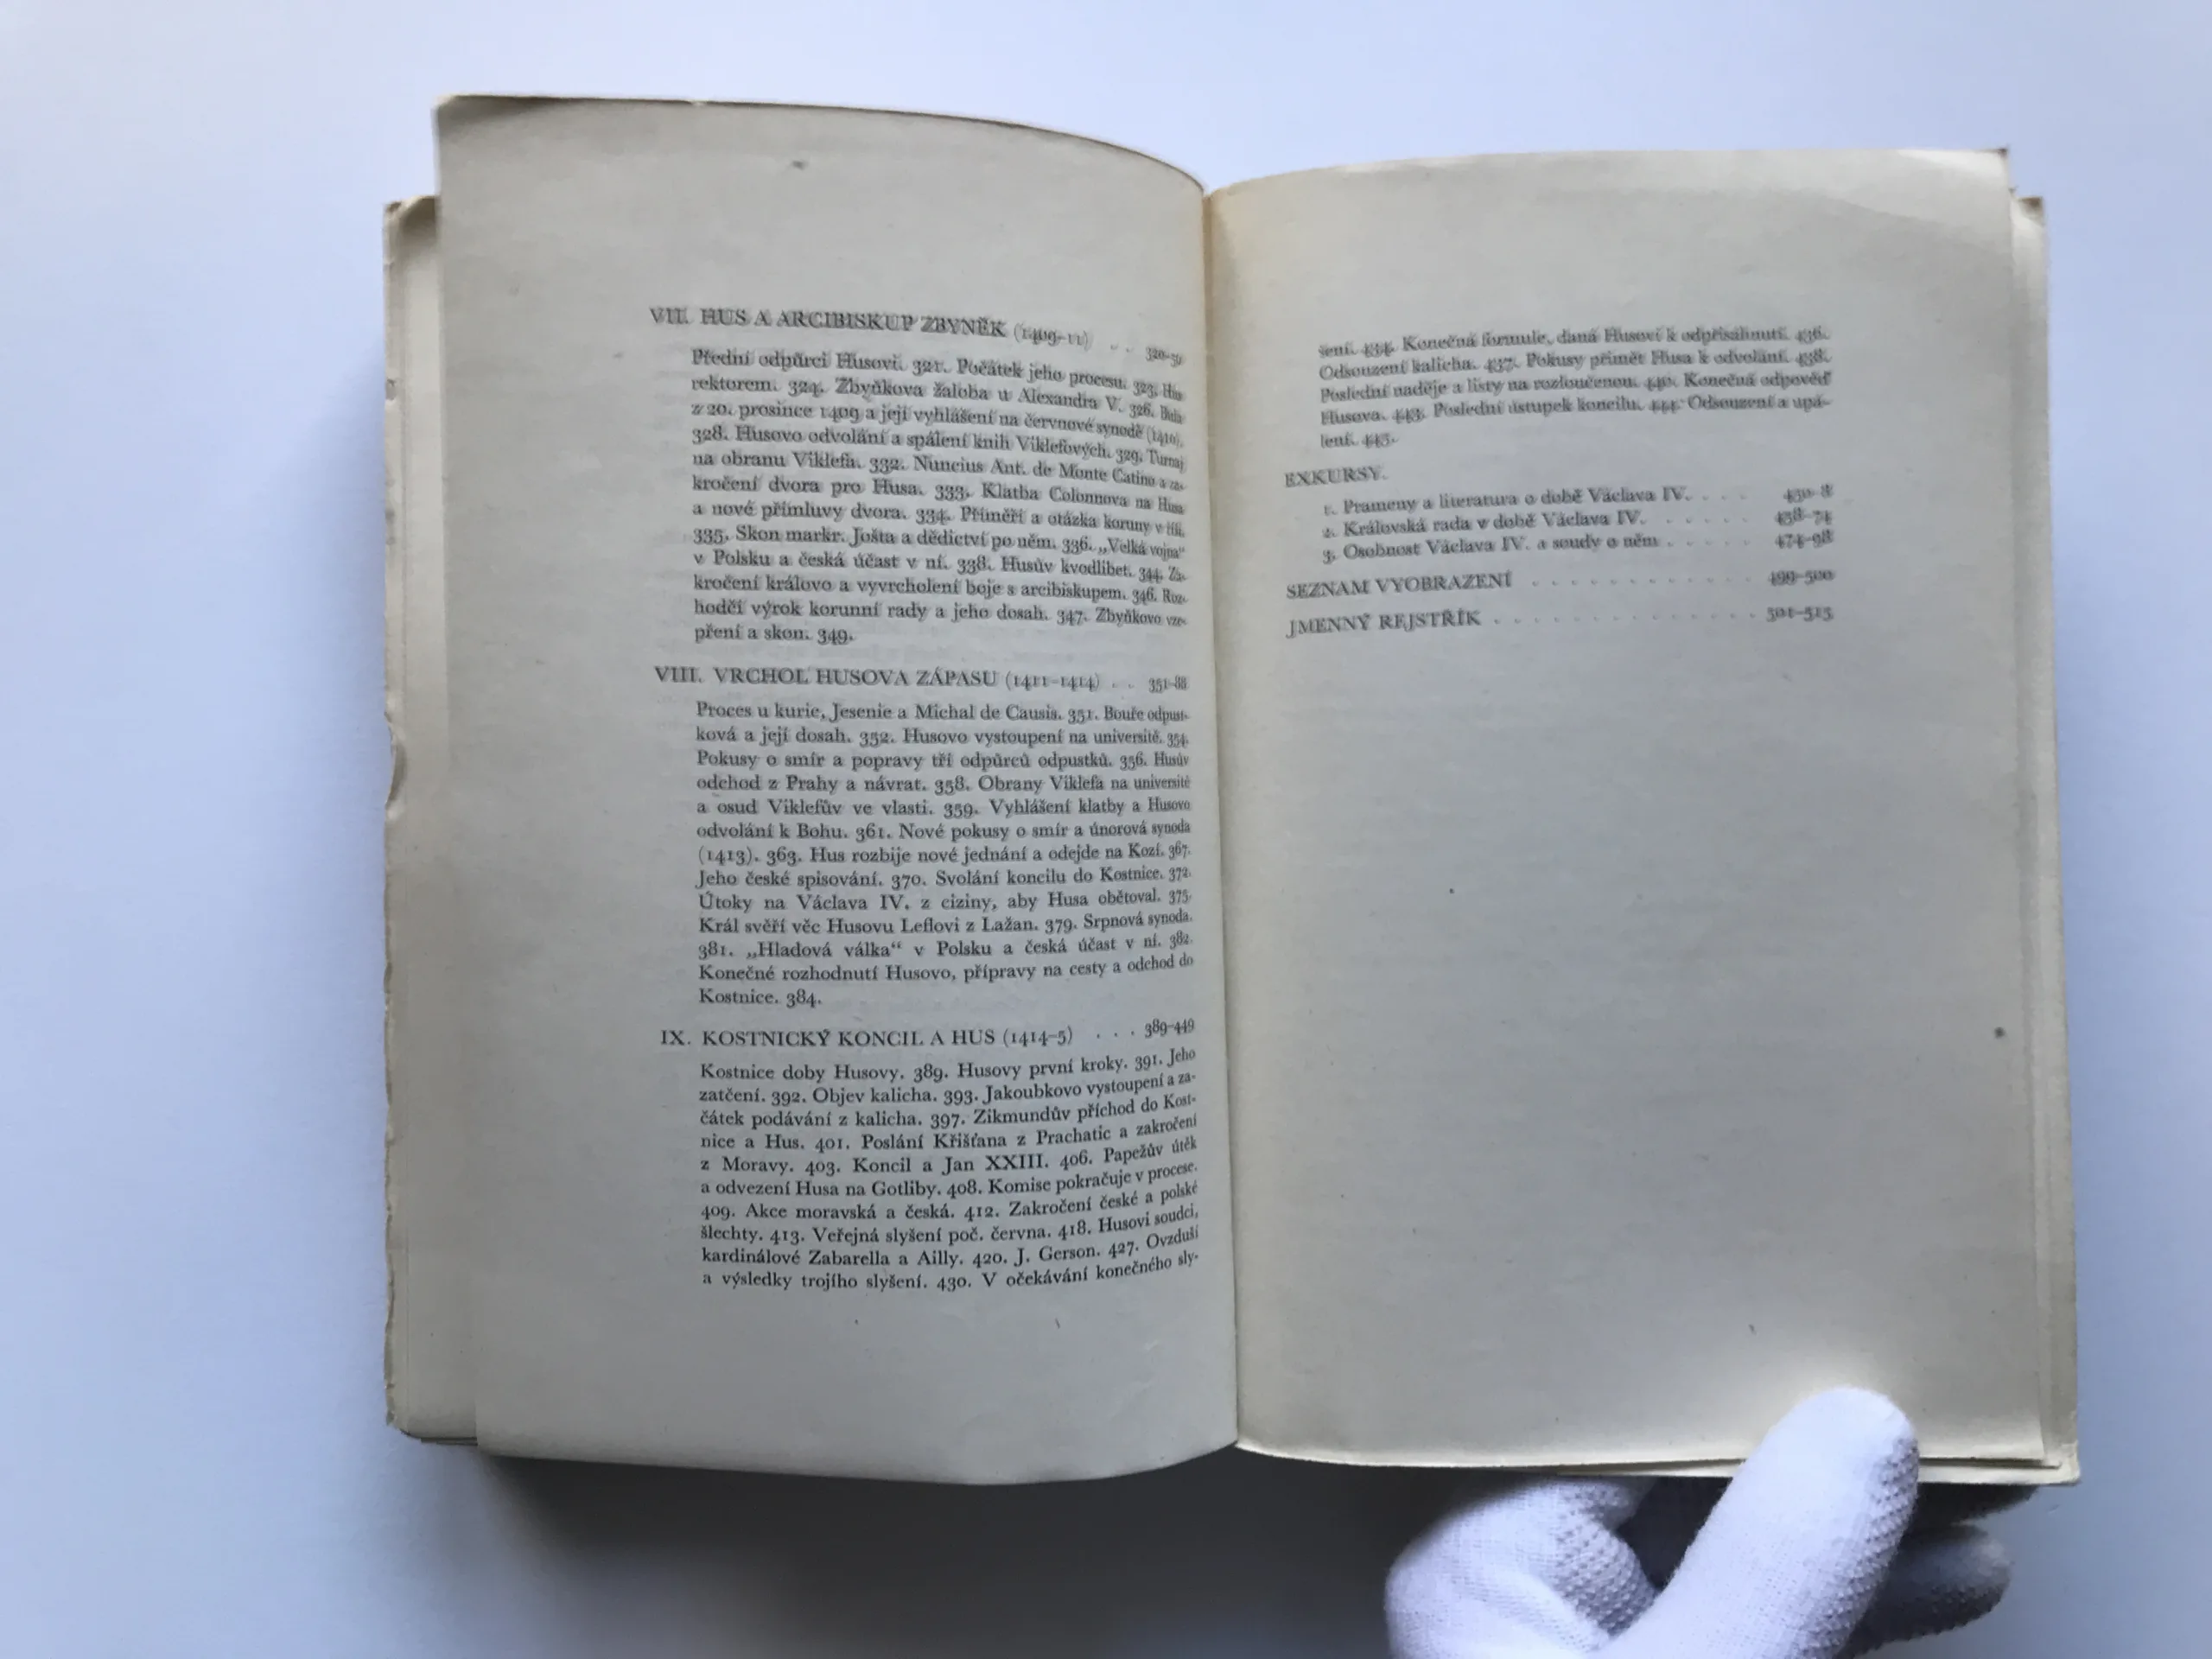 VII. HUS A ARCIBISKUP ZBYNĚK (1409–11) . . 320–50
Přední odpůrci Husovi. 321. Počátek jeho procesu. 323. Hus
rektorem. 324. Zbyňkova žaloba u Alexandra V. 326. Bula
z 20. prosince 1409 a její vyhlášení na červnové synodě (1410).
328. Husovo odvolání a spálení knih Viklefových. 329. Turnaj
na obranu Viklefa. 332. Nuncius Ant. de Monte Catino a za-
kročení dvora pro Husa. 333. Klatba Colonnova na Husa
a nové přímluvy dvora. 334. Příměří a otázka koruny v říši.
335. Skon markr. Jošta a dědictví po něm. 336. „Velká vojna“
v Polsku a česká účast v ní. 338. Husův kvodlibet. 344. Za-
kročení královo a vyvrcholení boje s arcibiskupem. 346. Roz-
hodčí výrok korunní rady a jeho dosah. 347. Zbyňkovo vze-
pření a skon. 349.
VIII. VRCHOL HUSOVA ZÁPASU (1411–1414) . . 351–88
Proces u kurie, Jesenic a Michal de Causis. 351. Bouře odpust-
ková a její dosah. 352. Husovo vystoupení na universitě. 354.
Pokusy o smír a popravy tří odpůrců odpustků. 356. Husův
odchod z Prahy a návrat. 358. Obrany Viklefa na universitě
a osud Viklefův ve vlasti. 359. Vyhlášení klatby a Husovo
odvolání k Bohu. 361. Nové pokusy o smír a únorová synoda
(1413). 363. Hus rozbije nové jednání a odejde na Kozí. 367.
Jeho české spisování. 370. Svolání koncilu do Kostnice. 372.
Útoky na Václava IV. z ciziny, aby Husa obětoval. 375.
Král svěří věc Husovu Leflovi z Lažan. 379. Srpnová synoda.
381. „Hladová válka“ v Polsku a česká účast v ní. 382.
Konečné rozhodnutí Husovo, přípravy na cesty a odchod do
Kostnice. 384.
IX. KOSTNICKÝ KONCIL A HUS (1414–5) . . . 389–449
Kostnice doby Husovy. 389. Husovy první kroky. 391. Jeho
zatčení. 392. Objev kalicha. 393. Jakoubkovo vystoupení a za-
čátek podávání z kalicha. 397. Zikmundův příchod do Kost-
nice a Hus. 401. Poslání Křišťana z Prachatic a zakročení
z Moravy. 403. Koncil a Jan XXIII. 406. Papežův útěk
a odvezení Husa na Gotliby. 408. Komise pokračuje v procese.
409. Akce moravská a česká. 412. Zakročení české a polské
šlechty. 413. Veřejná slyšení poč. června. 418. Husovi soudci,
kardinálové Zabarella a Ailly. 420. J. Gerson. 427. Ovzduší
a výsledky trojího slyšení. 430. V očekávání konečného sly-
šení. 434. Konečná formule, daná Husovi k odpřisáhnutí. 436.
Odsouzení kalicha. 437. Pokusy přimět Husa k odvolání. 438.
Poslední naděje a listy na rozloučenou. 440. Konečná odpověď
Husova. 443. Poslední ústupek koncilu. 444. Odsouzení a upá-
lení. 445.
EXKURSY.
1. Prameny a literatura o době Václava IV. . . . 450–8
2. Královská rada v době Václava IV. . . . . . 458–74
3. Osobnost Václava IV. a soudy o něm . . . . . 474–98
SEZNAM VYOBRAZENÍ . . . . . . . . . . . . 499–500
JMENNÝ REJSTŘÍK . . . . . . . . . . . . . . 501–515